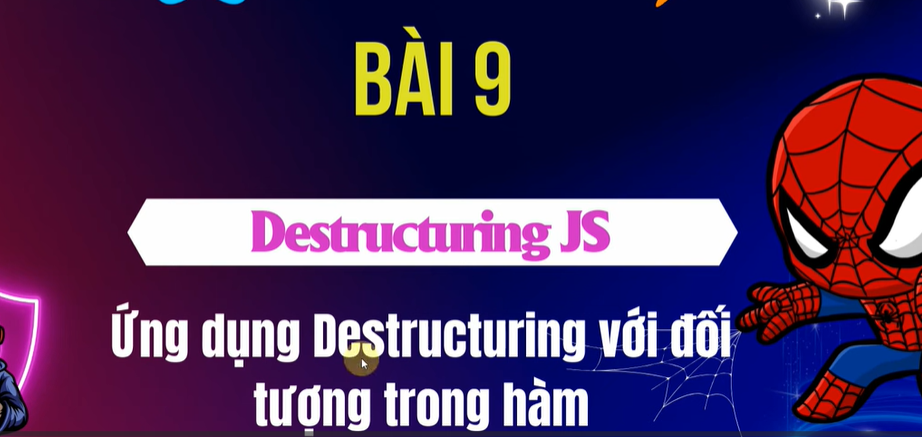 BÀI 9
Destructuring JS
Ứng dụng Destructuring với đối
tượng trong hàm